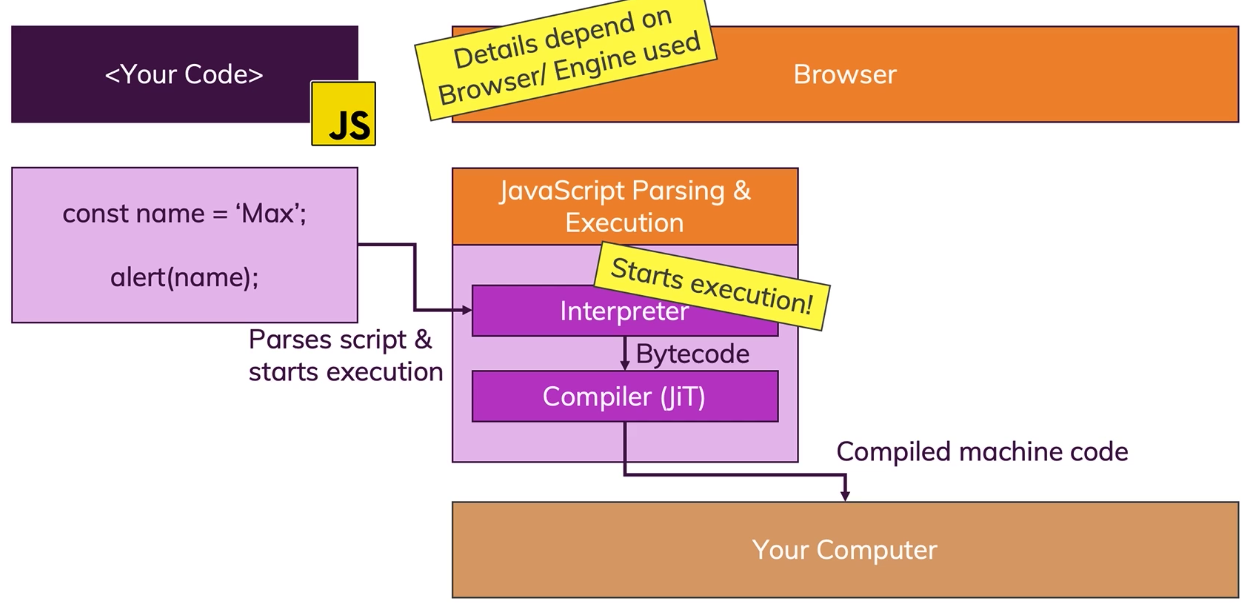 <Your Code>
JS
Details depend on
Browser/ Engine used
Browser
const name = ‘Max’;
alert(name);
Parses script &
starts execution
JavaScript Parsing &
Execution
Starts execution!
Interpreter
Bytecode
Compiler (JiT)
Compiled machine code
Your Computer